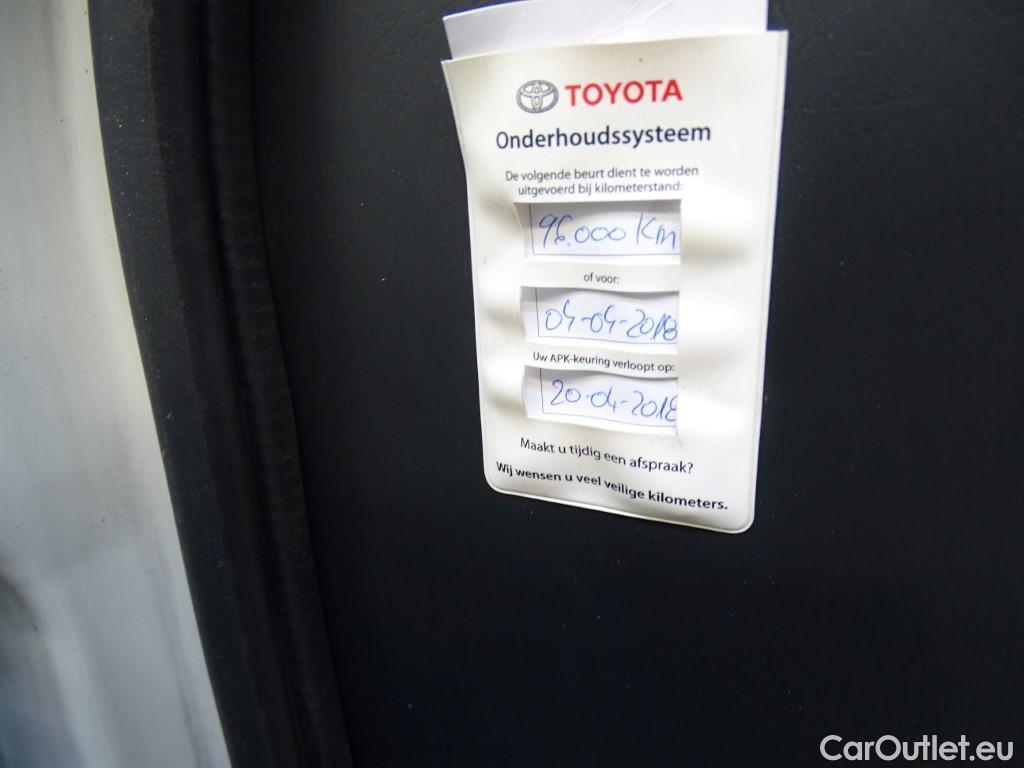 TOYOTA
Onderhoudssysteem
De volgende beurt dient te worden
uitgevoerd bij kilometerstand:
96.000 Km
of voor:
04-04-2018
Uw APK-keuring verloopt op:
20-04-2018
Maakt u tijdig een afspraak?
Wij wensen u veel veilige kilometers.
CarOutlet.eu